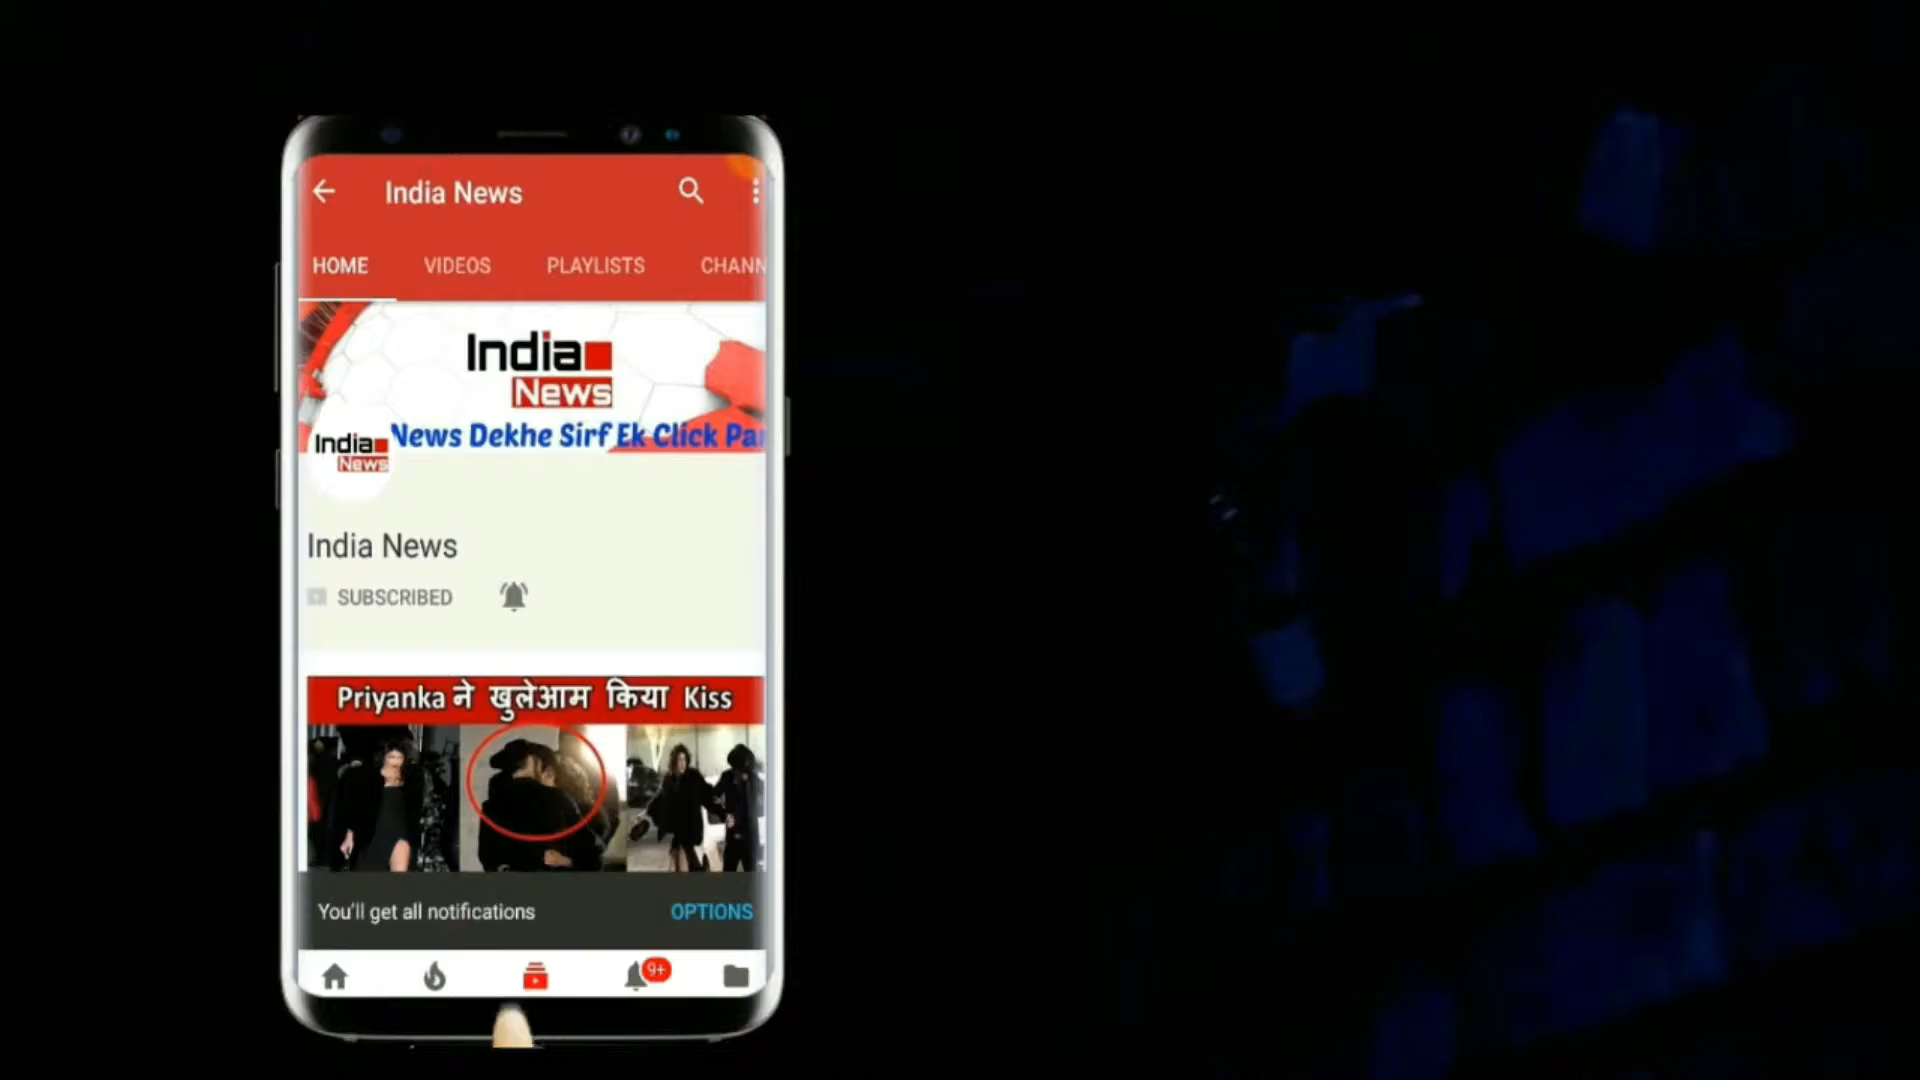 India News
HOME VIDEOS PLAYLISTS CHANN
India
News
News Dekhe Sirf Ek Click Par
India
News
India News
SUBSCRIBED
Priyanka ने खुलेआम किया Kiss
You'll get all notifications OPTIONS
9+